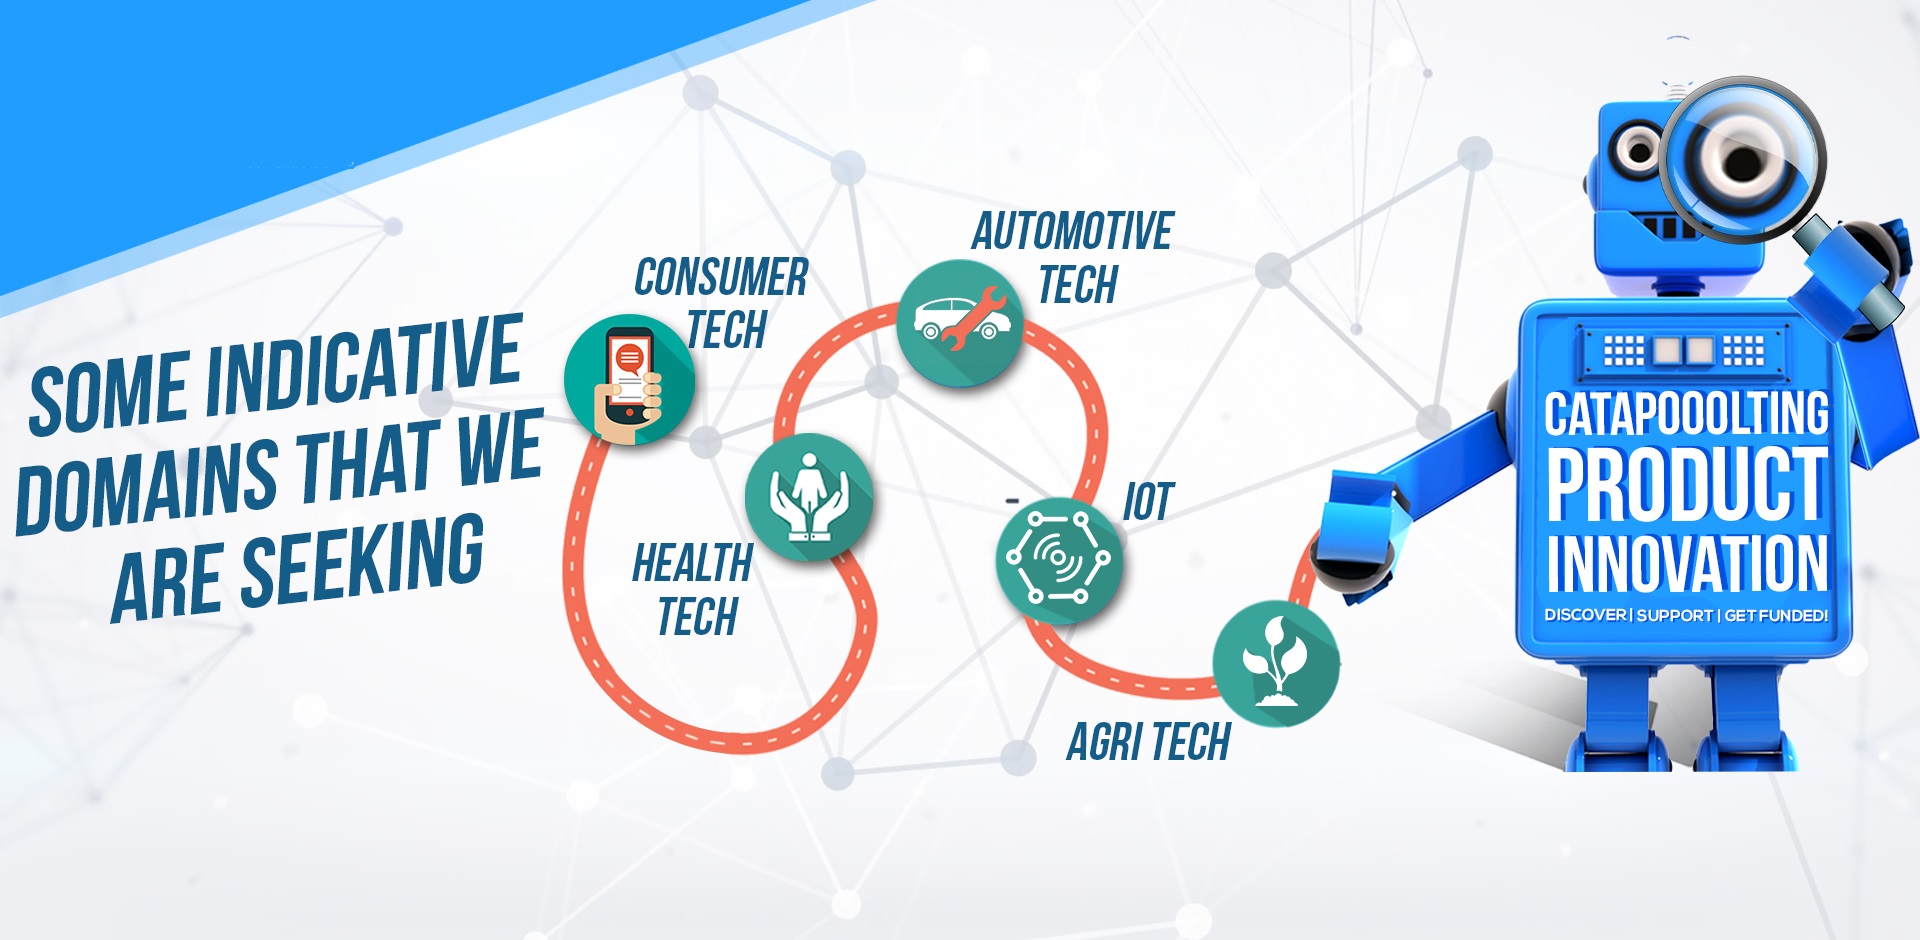 SOME INDICATIVE
DOMAINS THAT WE
ARE SEEKING
CONSUMER
TECH
AUTOMOTIVE
TECH
HEALTH
TECH
IOT
AGRI TECH
CATAPOOOLTING
PRODUCT
INNOVATION
DISCOVER | SUPPORT | GET FUNDED!